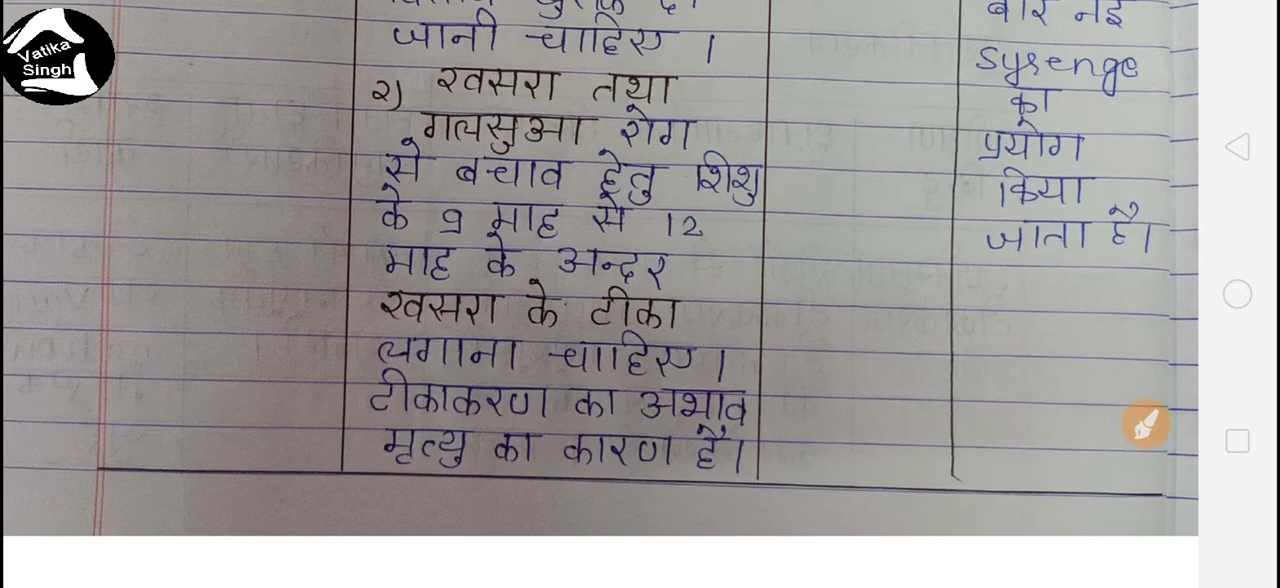 Vatika
Singh
जानी चाहिए ।
२) खसरा तथा
गलसुआ रोग
से बचाव हेतु शिशु
के 9 माह से 12
माह के अन्दर
खसरा के टीका
लगाना चाहिए ।
टीकाकरण का अभाव
मृत्यु का कारण है।
बार नई
Syrenge
का
प्रयोग
किया
जाता है।